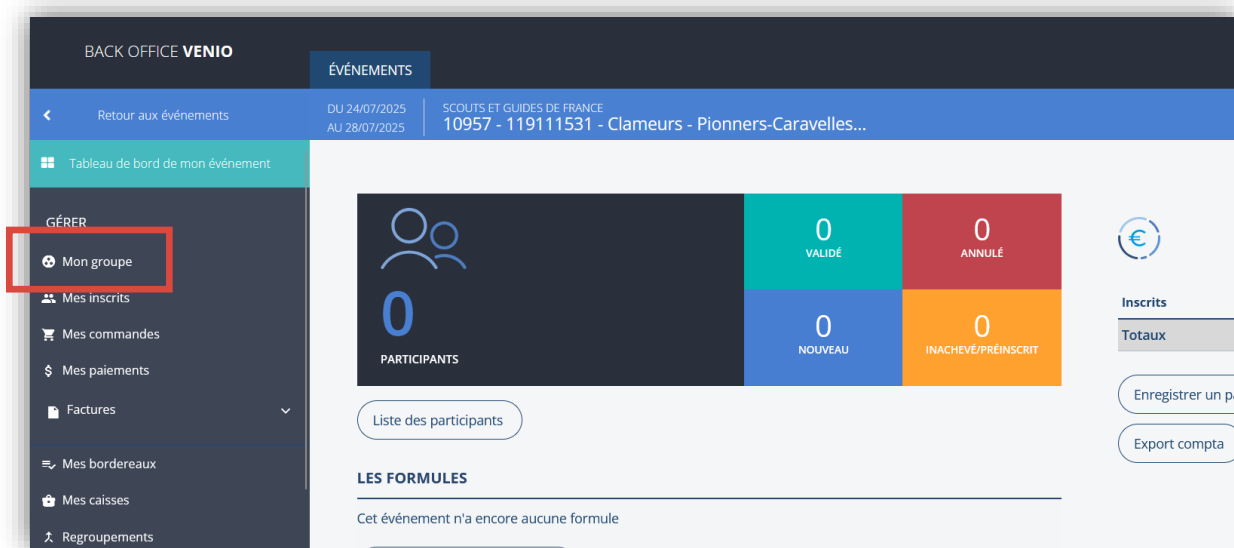 BACK OFFICE VENIO
ÉVÉNEMENTS
Retour aux événements
DU 24/07/2025
AU 28/07/2025
SCOUTS ET GUIDES DE FRANCE
10957 - 119111531 - Clameurs - Pionners-Caravelles...
Tableau de bord de mon événement
GÉRER
Mon groupe
Mes inscrits
Mes commandes
Mes paiements
Factures
Mes bordereaux
Mes caisses
Regroupements
0
PARTICIPANTS
0
VALIDÉ
0
ANNULÉ
0
NOUVEAU
0
INACHEVÉ/PRÉINSCRIT
Liste des participants
LES FORMULES
Cet événement n'a encore aucune formule
€
Inscrits
Totaux
Enregistrer un
Export compta